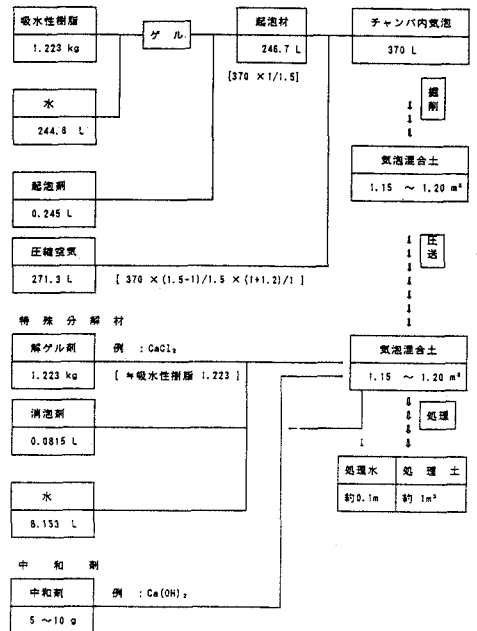 吸水性樹脂
1.223 kg
ゲル
起泡材
246.7 L
[370 ×1/1.5]
チャンバ内気泡
370 L
水
244.6 L
掘削
気泡混合土
1.15 ～ 1.20 m³
起泡剤
0.245 L
圧縮空気
271.3 L
[ 370 ×(1.5-1)/1.5 ×(1+1.2)/1 ]
圧送
特殊分解材
解ゲル剤
1.223 kg
例 : CaCl₂
[ ≒吸水性樹脂 1.223 ]
気泡混合土
1.15 ～ 1.20 m³
消泡剤
0.0815 L
処理
処理水
処理土
約0.1m
約 1m³
水
8.153 L
中和剤
中和剤
5 ～10 g
例 : Ca(OH)₂